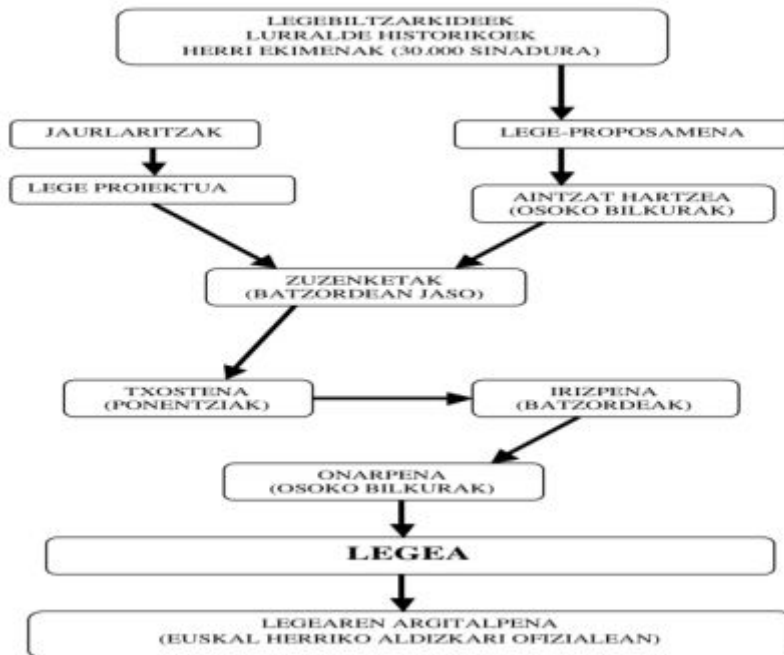 LEGEBILTZARKIDEEK
LURRALDE HISTORIKOEK
HERRI EKIMENAK (30.000 SINADURA)
JAURLARITZAK
LEGE-PROPOSAMENA
LEGE PROIEKTUA
AINTZAT HARTZEA
(OSOKO BILKURAK)
ZUZENKETAK
(BATZORDEAN JASO)
TXOSTENA
(PONENTZIAK)
IRIZPENA
(BATZORDEAK)
ONARPENA
(OSOKO BILKURAK)
LEGEA
LEGEAREN ARGITALPENA
(EUSKAL HERRIKO ALDIZKARI OFIZIALEAN)